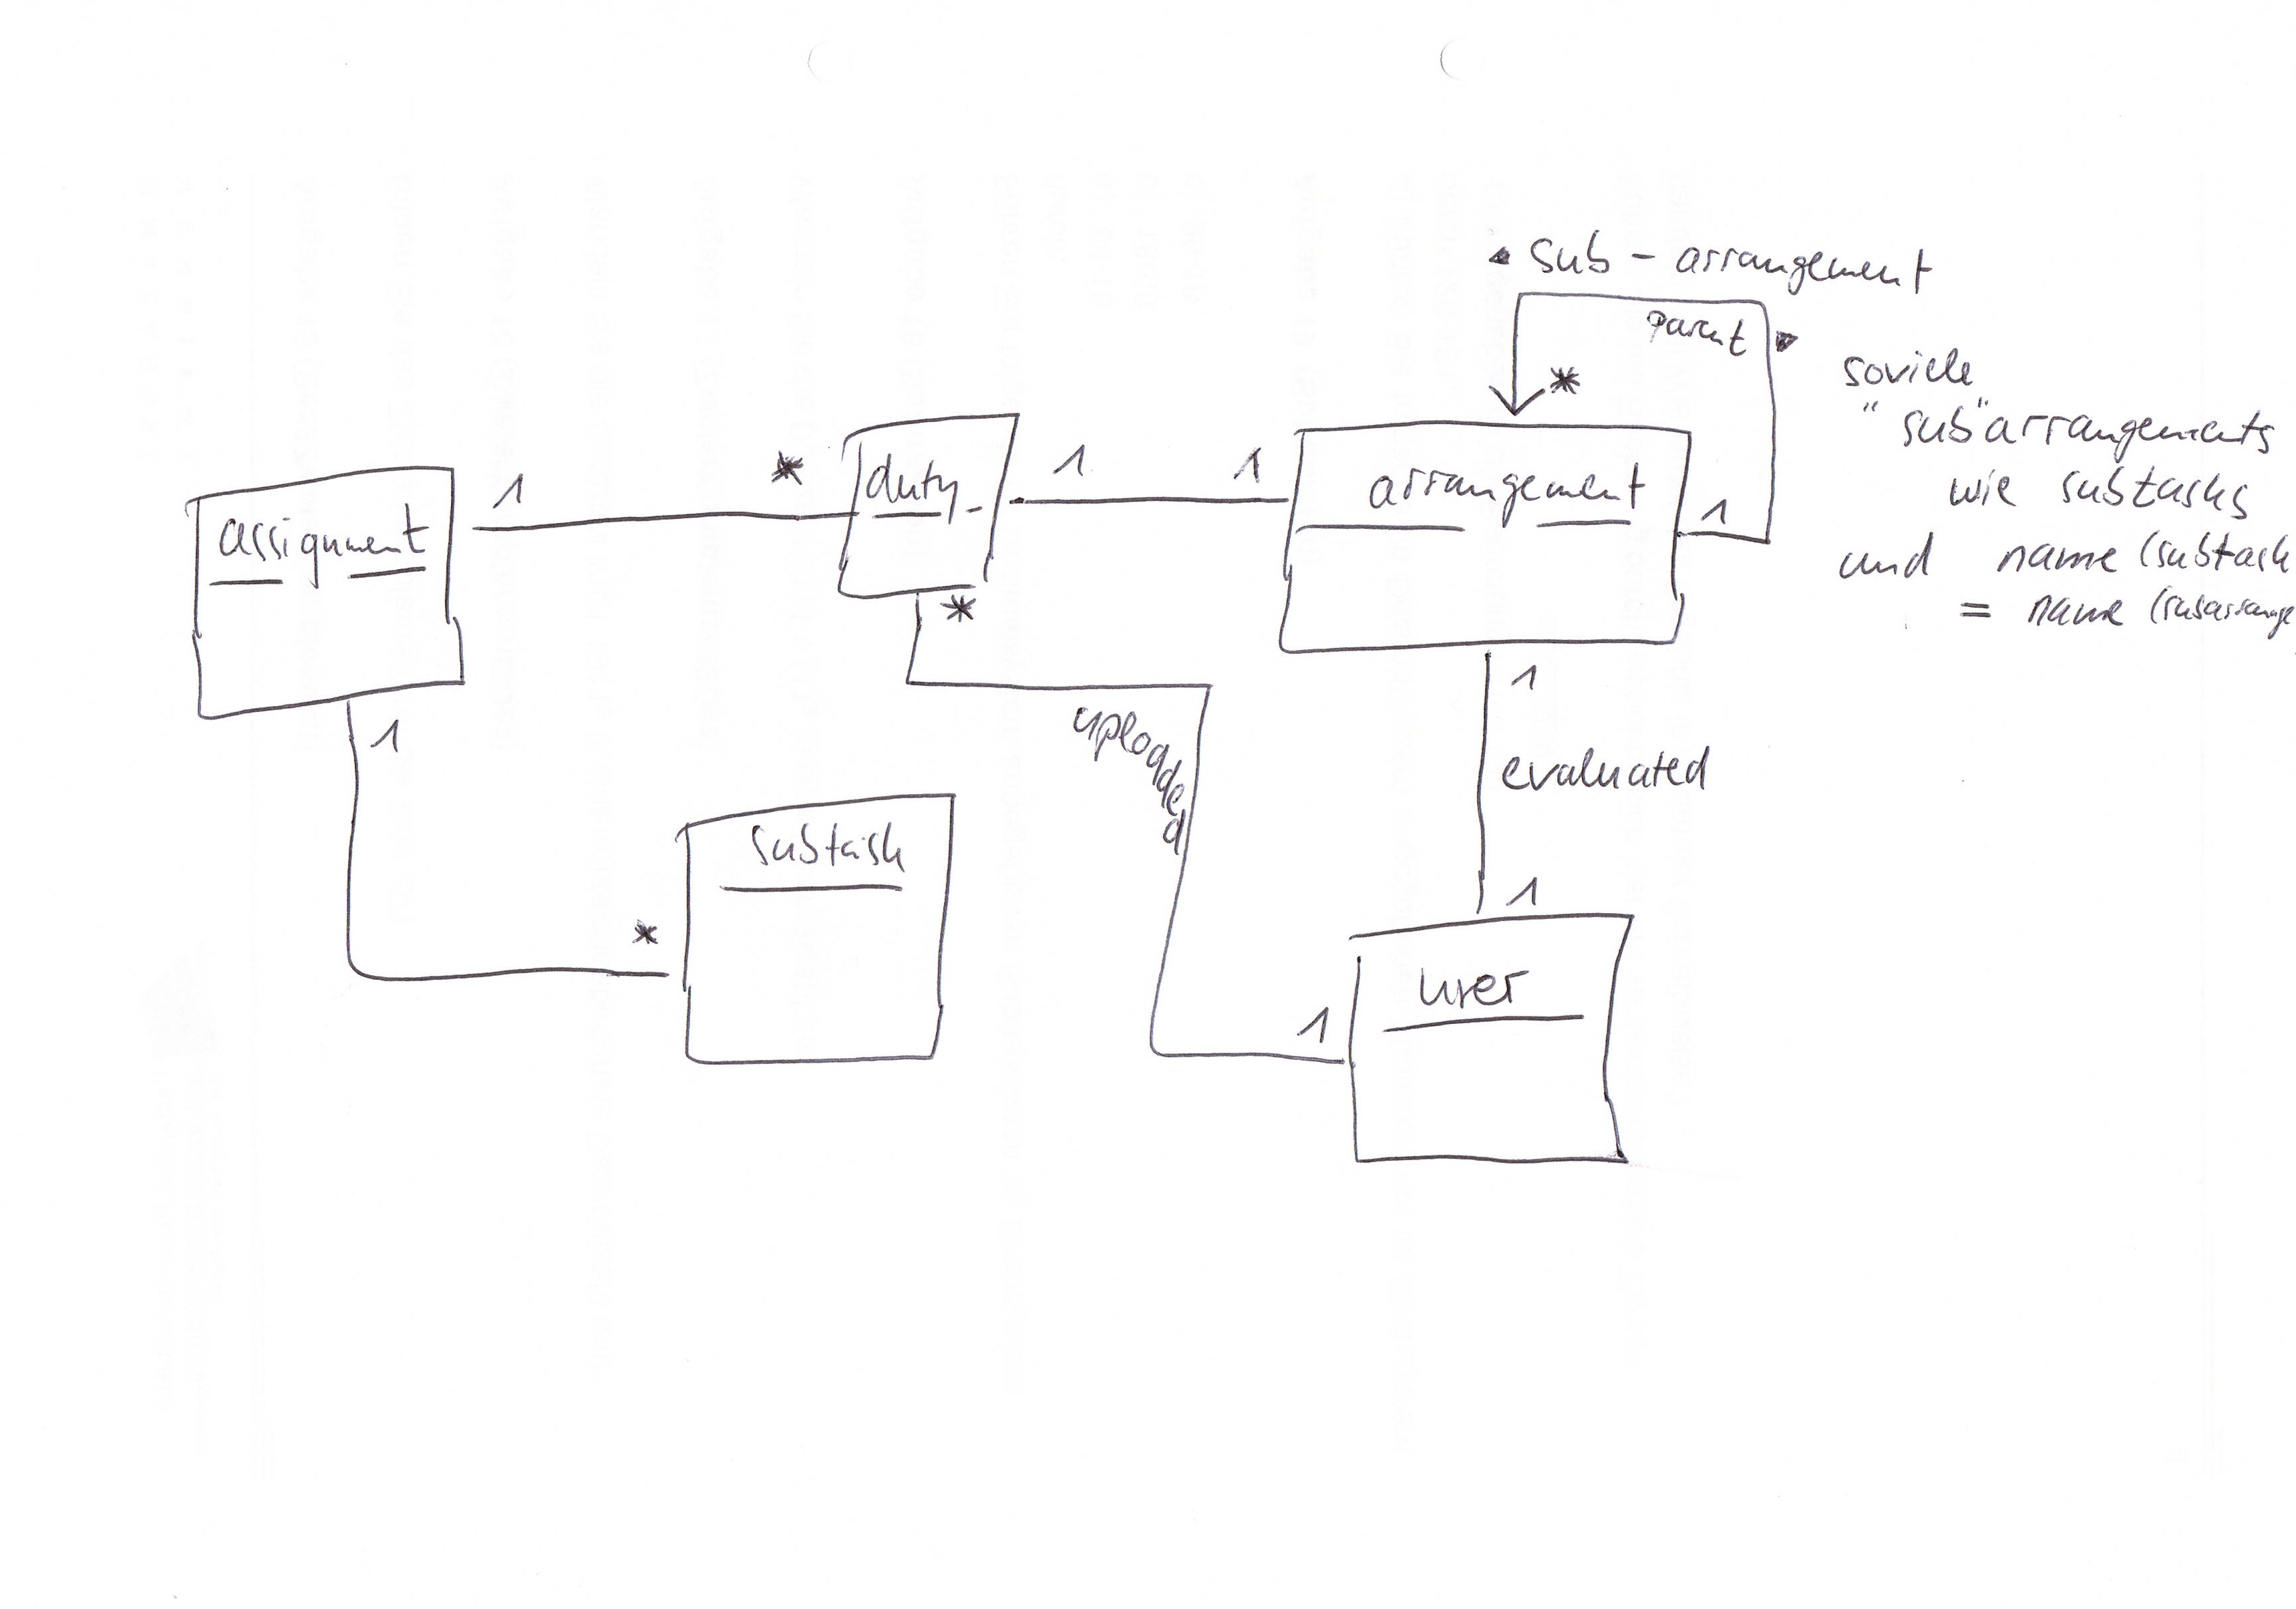 ◂ sub - arrangement
parent ▸
*
soviele
"sub"arrangements
wie subtasks
und name (subtask
= name (subarrange
1
arrangement
1
1
duty
*
1
assignment
*
1
uploaded
1
evaluated
1
subtask
*
1
user
1